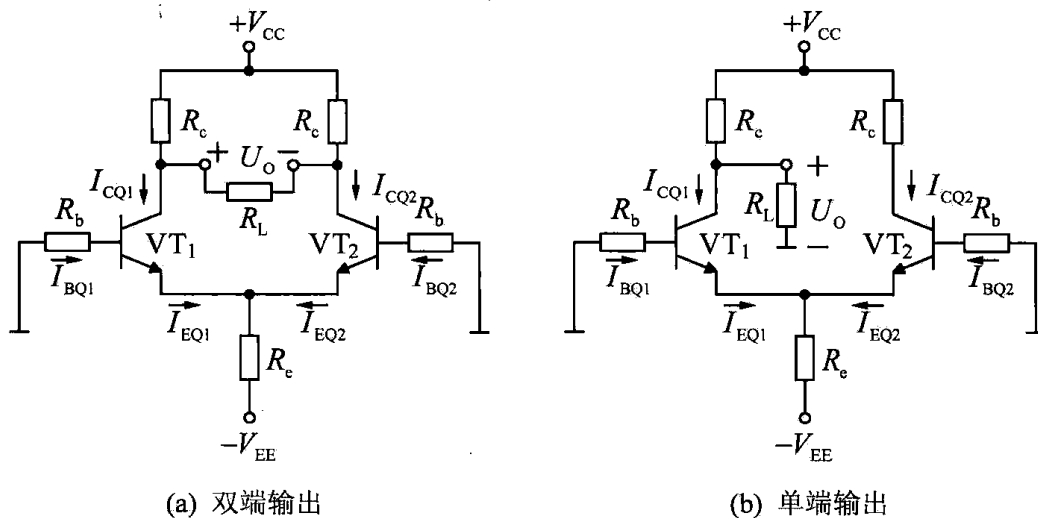 +V_CC
R_c
R_c
+ U_O −
I_CQ1
I_CQ2
R_b
R_L
R_b
VT_1
VT_2
I_BQ1
I_BQ2
I_EQ1
I_EQ2
R_e
−V_EE
(a) 双端输出
+V_CC
R_c
R_c
+
I_CQ1
I_CQ2
R_b
R_L
U_O
R_b
VT_1
−
VT_2
I_BQ1
I_BQ2
I_EQ1
I_EQ2
R_e
−V_EE
(b) 单端输出